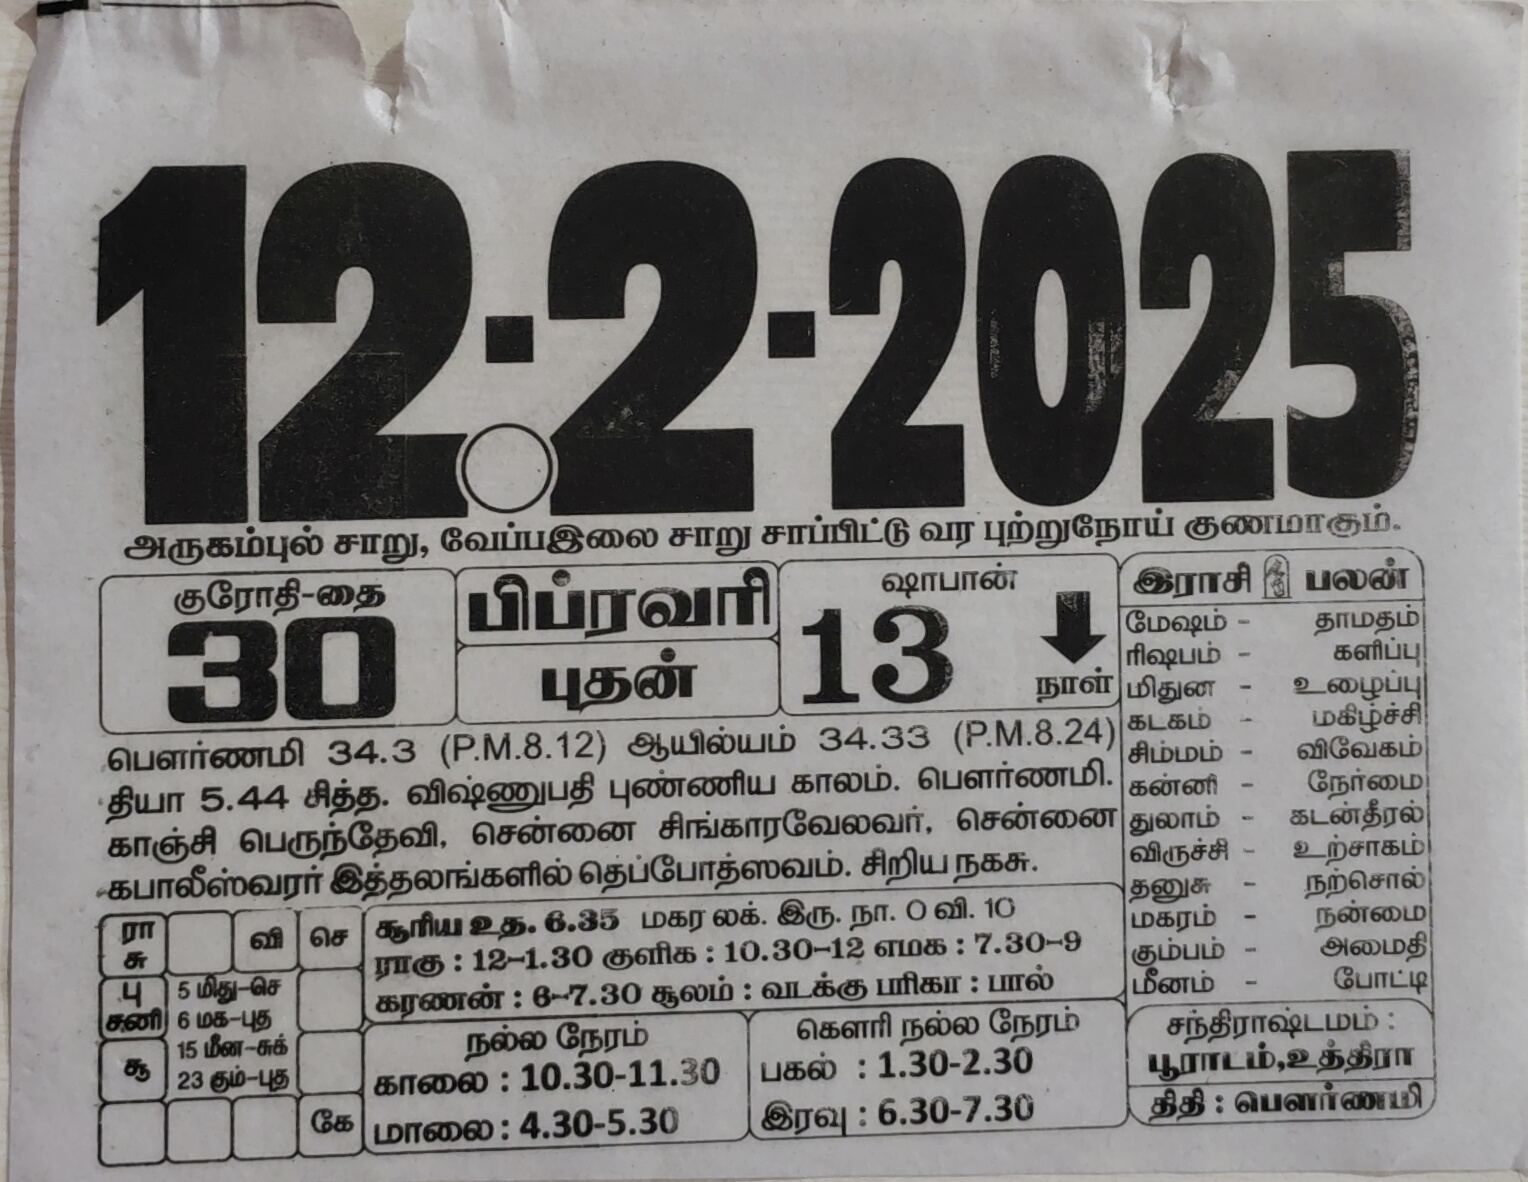 12-2-2025
அருகம்புல் சாறு, வேப்பஇலை சாறு சாப்பிட்டு வர புற்றுநோய் குணமாகும்.
குரோதி-தை
30
பிப்ரவரி
புதன்
ஷாபான்
13
நாள்
பௌர்ணமி 34.3 (P.M.8.12) ஆயில்யம் 34.33 (P.M.8.24)
தியா 5.44 சித்த. விஷ்ணுபதி புண்ணிய காலம். பௌர்ணமி.
காஞ்சி பெருந்தேவி, சென்னை சிங்காரவேலவர், சென்னை
கபாலீஸ்வரர் இத்தலங்களில் தெப்போத்ஸவம். சிறிய நகசு.
இராசி பலன்
மேஷம் - தாமதம்
ரிஷபம் - களிப்பு
மிதுன - உழைப்பு
கடகம் - மகிழ்ச்சி
சிம்மம் - விவேகம்
கன்னி - நேர்மை
துலாம் - கடன்தீரல்
விருச்சி - உற்சாகம்
தனுசு - நற்சொல்
மகரம் - நன்மை
கும்பம் - அமைதி
மீனம் - போட்டி
சந்திராஷ்டமம் :
பூராடம்,உத்திரா
திதி : பௌர்ணமி
ரா சு
வி
செ
பு சனி
சூ
கே
5 மிது-செ
6 மக-புத
15 மீன-சுக்
23 கும்-புத
சூரிய உத. 6.35 மகர லக். இரு. நா. 0 வி. 10
ராகு : 12-1.30 குளிக : 10.30-12 எமக : 7.30-9
கரணன் : 6-7.30 சூலம் : வடக்கு பரிகா : பால்
நல்ல நேரம்
காலை : 10.30-11.30
மாலை : 4.30-5.30
கௌரி நல்ல நேரம்
பகல் : 1.30-2.30
இரவு : 6.30-7.30